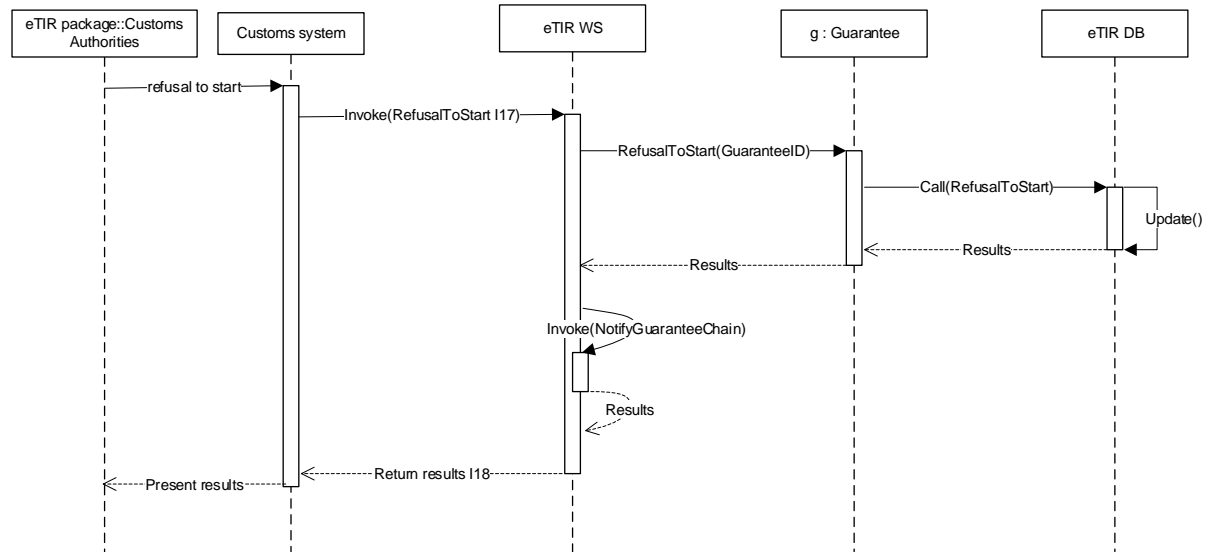 eTIR package::Customs
Authorities
Customs system
eTIR WS
g : Guarantee
eTIR DB
refusal to start
Invoke(RefusalToStart I17)
RefusalToStart(GuaranteeID)
Call(RefusalToStart)
Update()
Results
Results
Invoke(NotifyGuaranteeChain)
Results
Return results I18
Present results